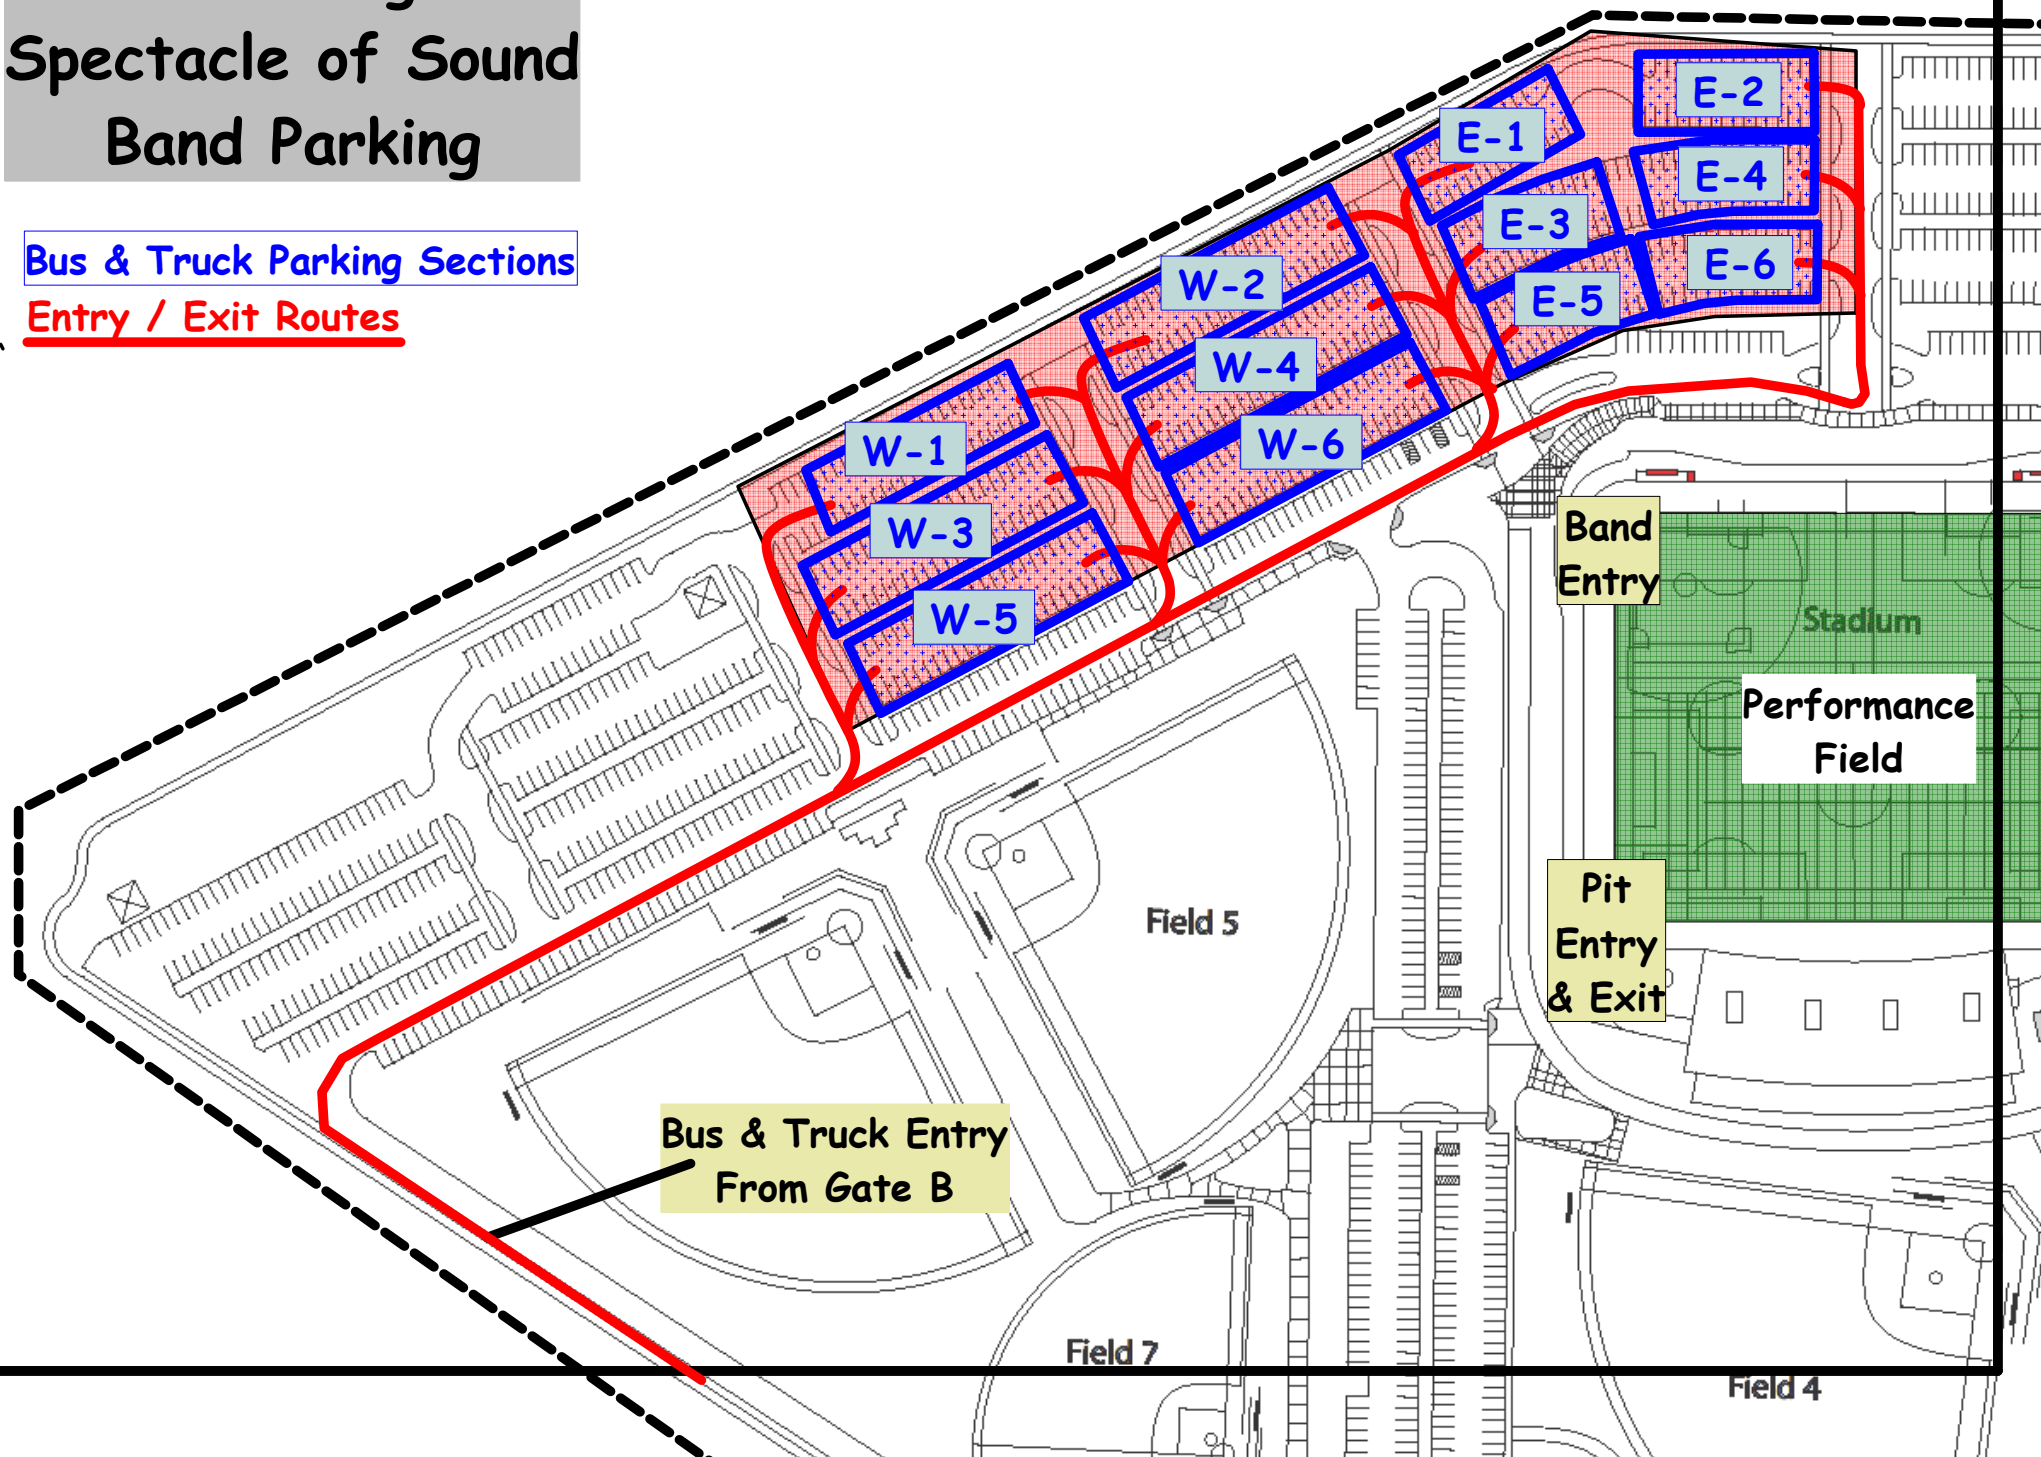 Spectacle of Sound
Band Parking
Bus & Truck Parking Sections
Entry / Exit Routes
E-2
E-1
E-4
E-3
E-6
E-5
W-2
W-4
W-6
W-1
W-3
W-5
Band
Entry
Stadium
Performance
Field
Pit
Entry
& Exit
Field 5
Bus & Truck Entry
From Gate B
Field 7
Field 4